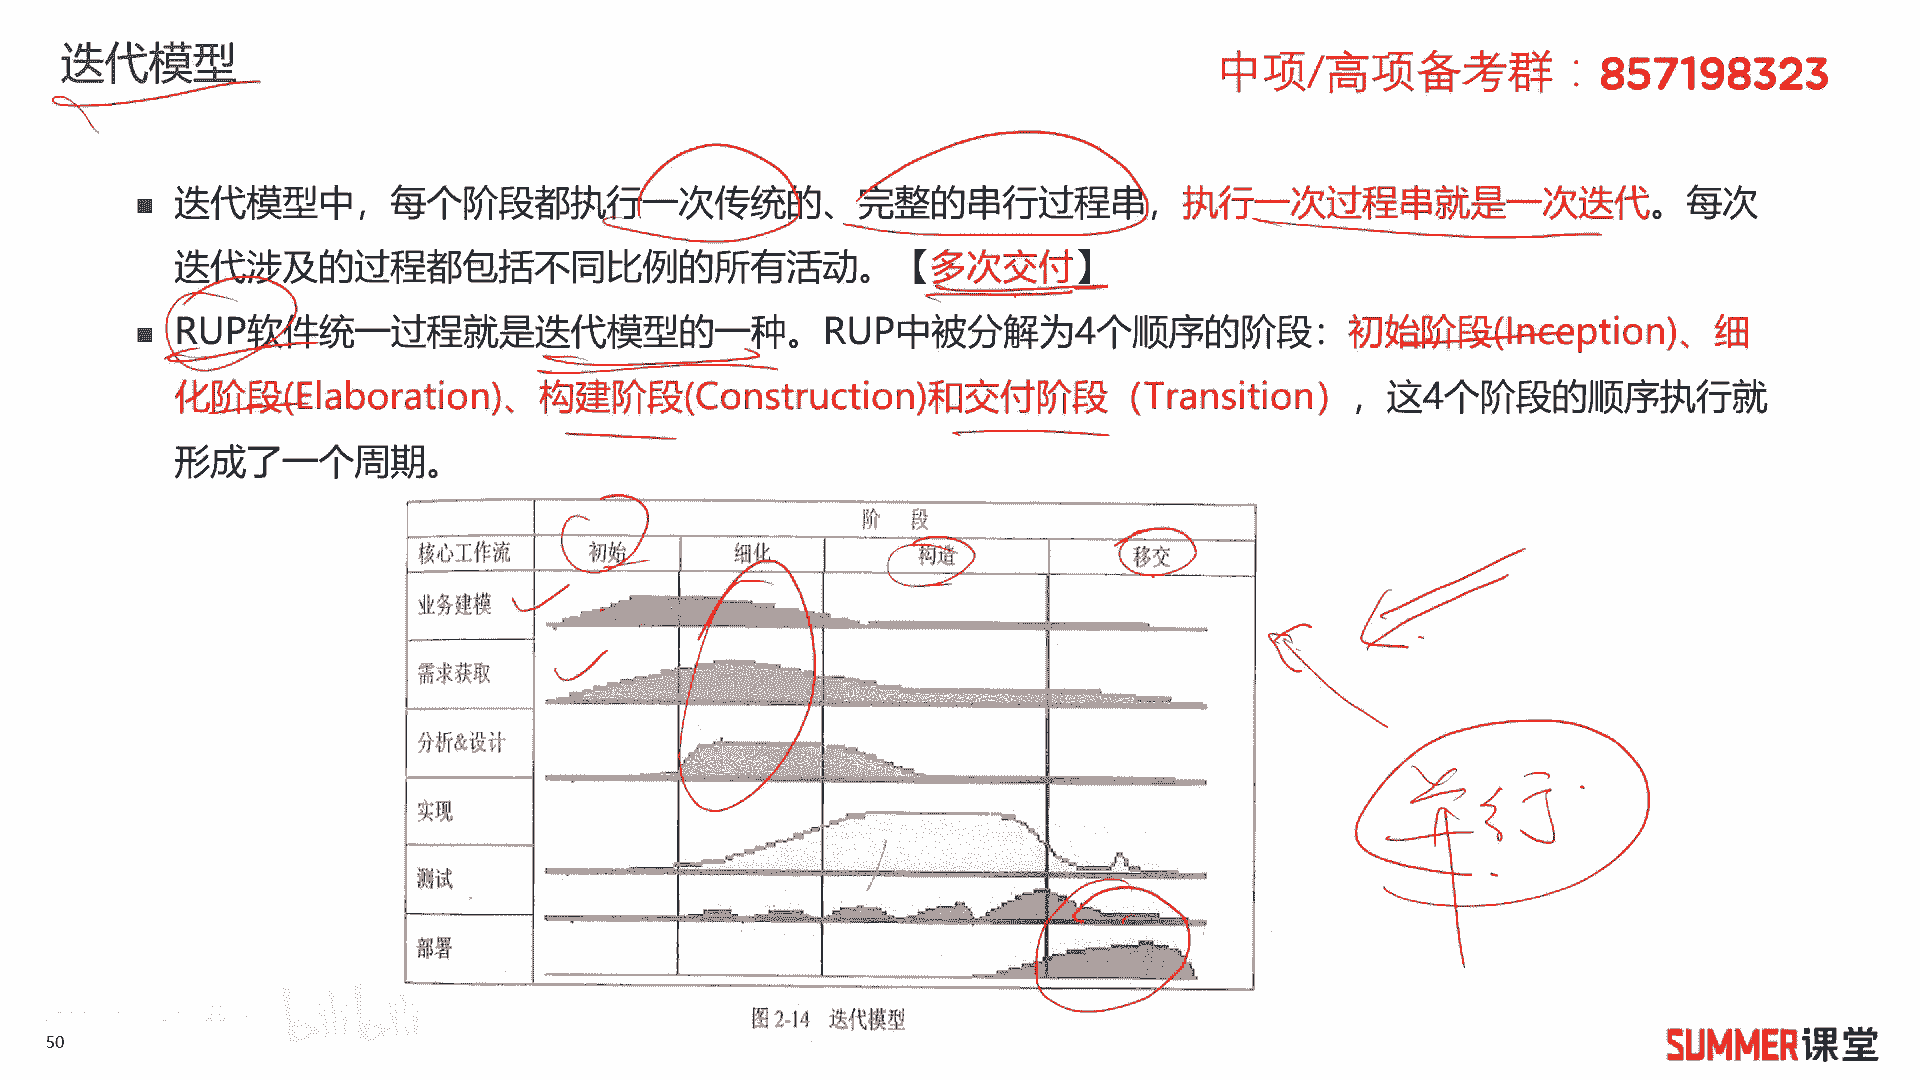 迭代模型
中项/高项备考群：857198323
迭代模型中，每个阶段都执行一次传统的、完整的串行过程串，执行一次过程串就是一次迭代。每次
迭代涉及的过程都包括不同比例的所有活动。【多次交付】
RUP软件统一过程就是迭代模型的一种。RUP中被分解为4个顺序的阶段：初始阶段(Inception)、细
化阶段(Elaboration)、构建阶段(Construction)和交付阶段（Transition），这4个阶段的顺序执行就
形成了一个周期。
阶 段
核心工作流 初始 细化 构造 移交
业务建模
需求获取
分析&设计
实现
测试
部署
并行
图 2-14 迭代模型
bilibili
50
SUMMER课堂